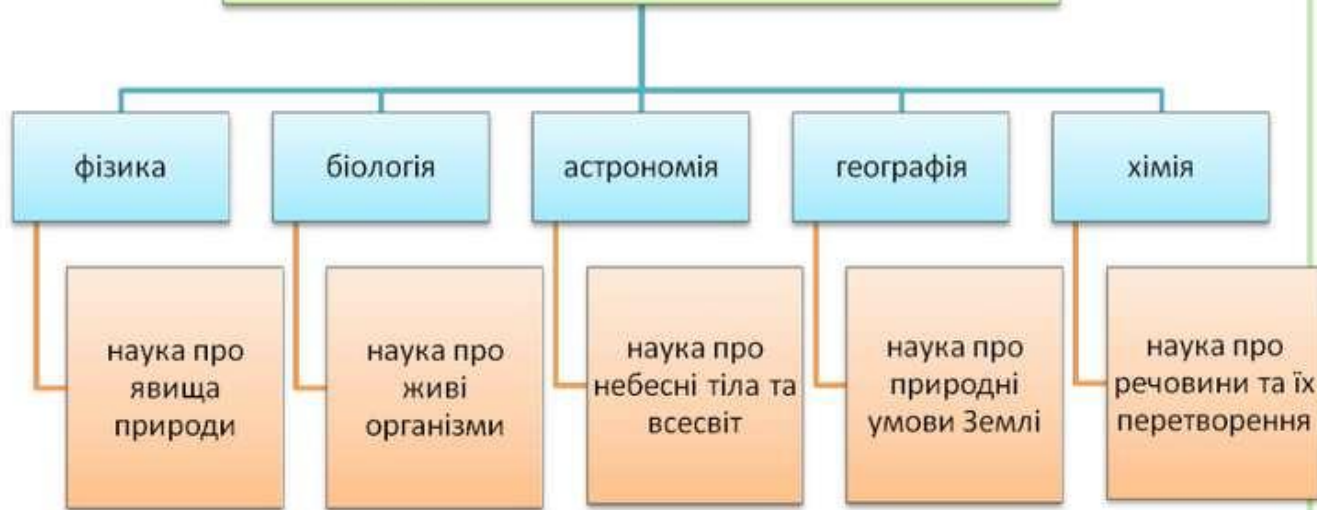 фізика
біологія
астрономія
географія
хімія
наука про
явища
природи
наука про
живі
організми
наука про
небесні тіла та
всесвіт
наука про
природні
умови Землі
наука про
речовини та їх
перетворення